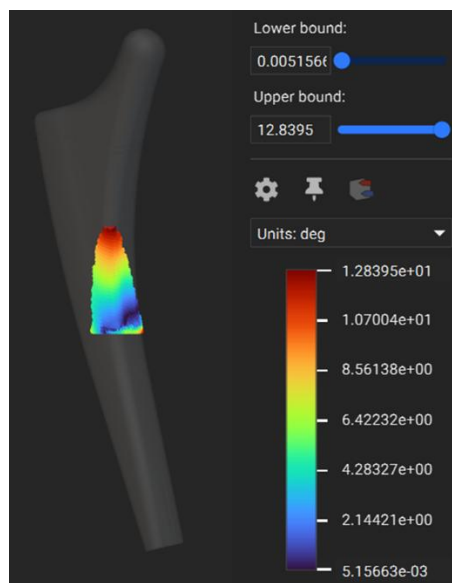 Lower bound:
0.005156
Upper bound:
12.8395
Units: deg
1.28395e+01
1.07004e+01
8.56138e+00
6.42232e+00
4.28327e+00
2.14421e+00
5.15663e-03